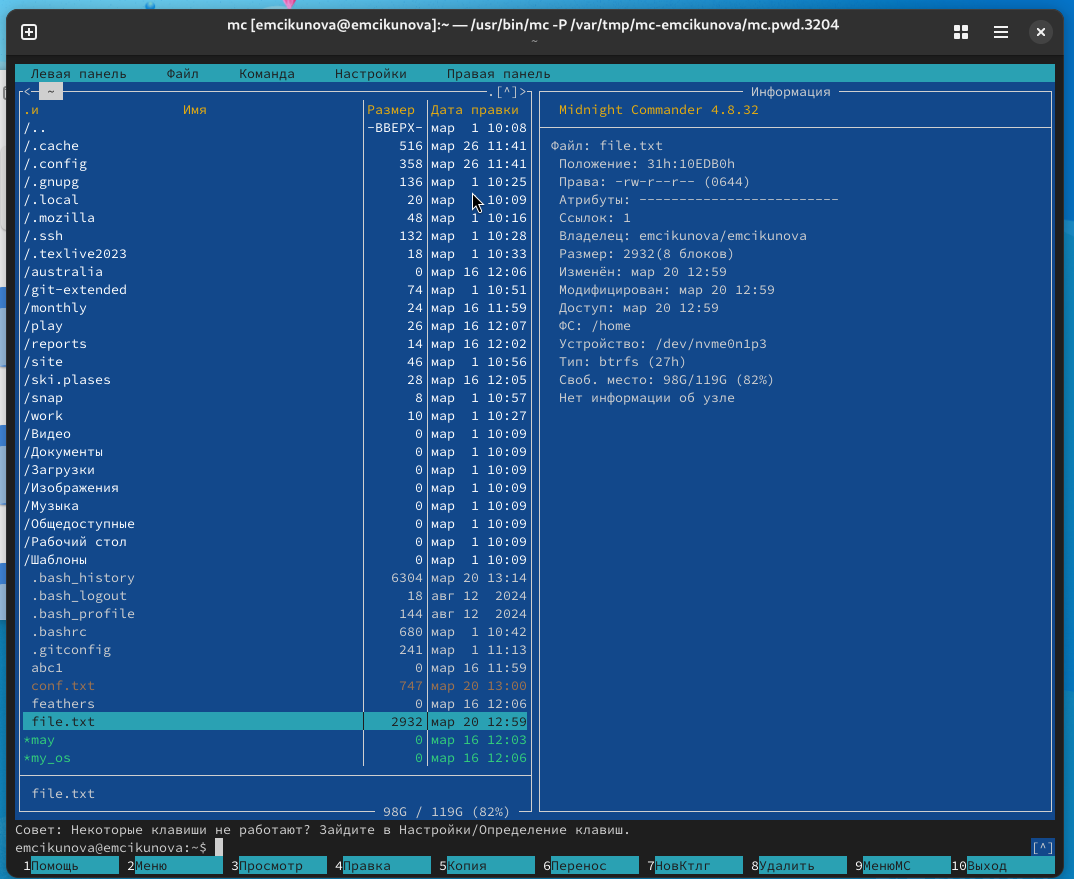 mc [emcikunova@emcikunova]:~ — /usr/bin/mc -P /var/tmp/mc-emcikunova/mc.pwd.3204
~
Левая панель Файл Команда Настройки Правая панель
<─ ~ .[^]>
.и Имя Размер Дата правки
/.. -ВВЕРХ- мар 1 10:08
/.cache 516 мар 26 11:41
/.config 358 мар 26 11:41
/.gnupg 136 мар 1 10:25
/.local 20 мар 1 10:09
/.mozilla 48 мар 1 10:16
/.ssh 132 мар 1 10:28
/.texlive2023 18 мар 1 10:33
/australia 0 мар 16 12:06
/git-extended 74 мар 1 10:51
/monthly 24 мар 16 11:59
/play 26 мар 16 12:07
/reports 14 мар 16 12:02
/site 46 мар 1 10:56
/ski.plases 28 мар 16 12:05
/snap 8 мар 1 10:57
/work 10 мар 1 10:27
/Видео 0 мар 1 10:09
/Документы 0 мар 1 10:09
/Загрузки 0 мар 1 10:09
/Изображения 0 мар 1 10:09
/Музыка 0 мар 1 10:09
/Общедоступные 0 мар 1 10:09
/Рабочий стол 0 мар 1 10:09
/Шаблоны 0 мар 1 10:09
.bash_history 6304 мар 20 13:14
.bash_logout 18 авг 12 2024
.bash_profile 144 авг 12 2024
.bashrc 680 мар 1 10:42
.gitconfig 241 мар 1 11:13
abc1 0 мар 16 11:59
conf.txt 747 мар 20 13:00
feathers 0 мар 16 12:06
file.txt 2932 мар 20 12:59
*may 0 мар 16 12:03
*my_os 0 мар 16 12:06
file.txt
98G / 119G (82%)
Информация
Midnight Commander 4.8.32
Файл: file.txt
Положение: 31h:10EDB0h
Права: -rw-r--r-- (0644)
Атрибуты: -------------------------
Ссылок: 1
Владелец: emcikunova/emcikunova
Размер: 2932(8 блоков)
Изменён: мар 20 12:59
Модифицирован: мар 20 12:59
Доступ: мар 20 12:59
ФС: /home
Устройство: /dev/nvme0n1p3
Тип: btrfs (27h)
Своб. место: 98G/119G (82%)
Нет информации об узле
Совет: Некоторые клавиши не работают? Зайдите в Настройки/Определение клавиш.
emcikunova@emcikunova:~$ [^]
1Помощь 2Меню 3Просмотр 4Правка 5Копия 6Перенос 7НовКтлг 8Удалить 9МенюМС 10Выход